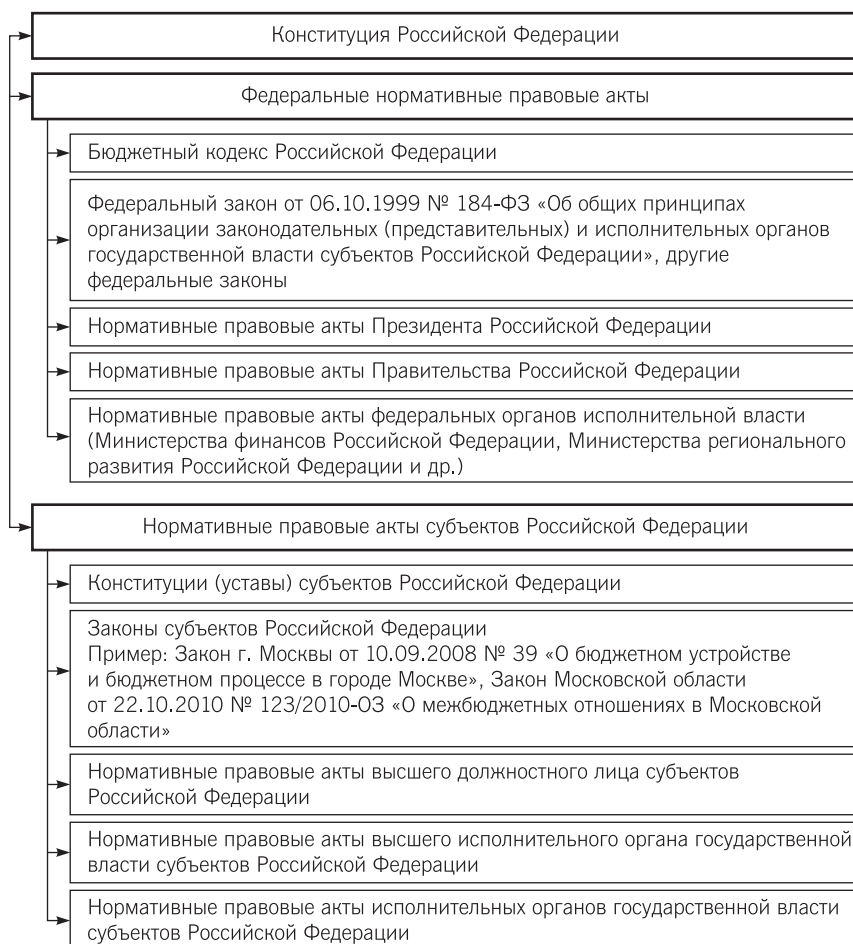 Конституция Российской Федерации
Федеральные нормативные правовые акты
Бюджетный кодекс Российской Федерации
Федеральный закон от 06.10.1999 № 184-ФЗ «Об общих принципах
организации законодательных (представительных) и исполнительных органов
государственной власти субъектов Российской Федерации», другие
федеральные законы
Нормативные правовые акты Президента Российской Федерации
Нормативные правовые акты Правительства Российской Федерации
Нормативные правовые акты федеральных органов исполнительной власти
(Министерства финансов Российской Федерации, Министерства регионального
развития Российской Федерации и др.)
Нормативные правовые акты субъектов Российской Федерации
Конституции (уставы) субъектов Российской Федерации
Законы субъектов Российской Федерации
Пример: Закон г. Москвы от 10.09.2008 № 39 «О бюджетном устройстве
и бюджетном процессе в городе Москве», Закон Московской области
от 22.10.2010 № 123/2010-ОЗ «О межбюджетных отношениях в Московской
области»
Нормативные правовые акты высшего должностного лица субъектов
Российской Федерации
Нормативные правовые акты высшего исполнительного органа государственной
власти субъектов Российской Федерации
Нормативные правовые акты исполнительных органов государственной власти
субъектов Российской Федерации